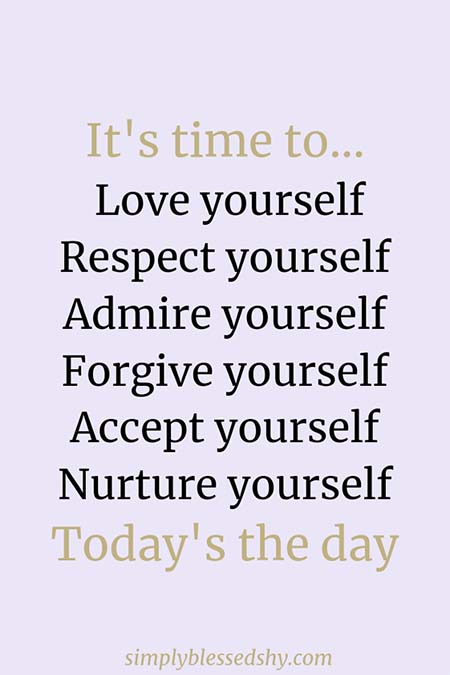 It's time to...
Love yourself
Respect yourself
Admire yourself
Forgive yourself
Accept yourself
Nurture yourself
Today's the day
simplyblessedshy.com